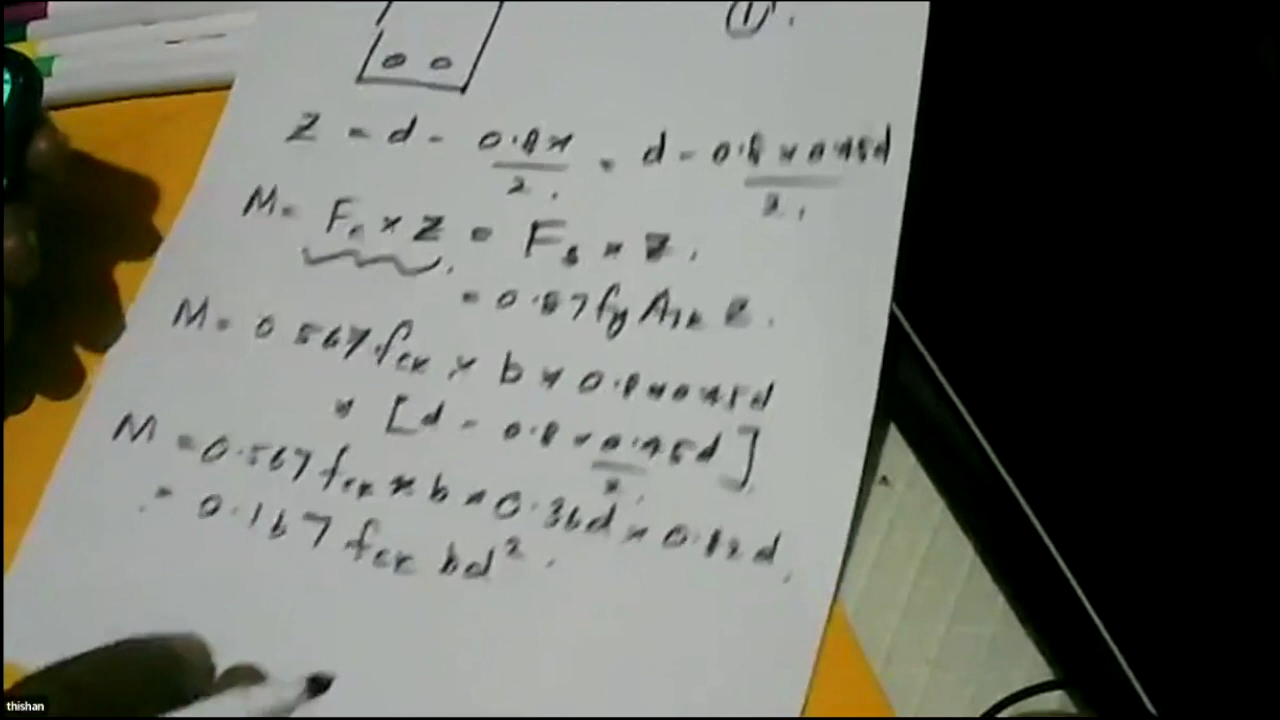 ①.
Z = d - 0.8x/2. = d - 0.8 x 0.45d/2.
M = Fc x Z = Fs x Z.
= 0.87 fy Ask Z.
M = 0.567 fck x b x 0.8 x 0.45d
x [d - 0.8 x 0.45d/2.]
M = 0.567 fck x b x 0.36d x 0.82d.
= 0.167 fck bd².
thishan